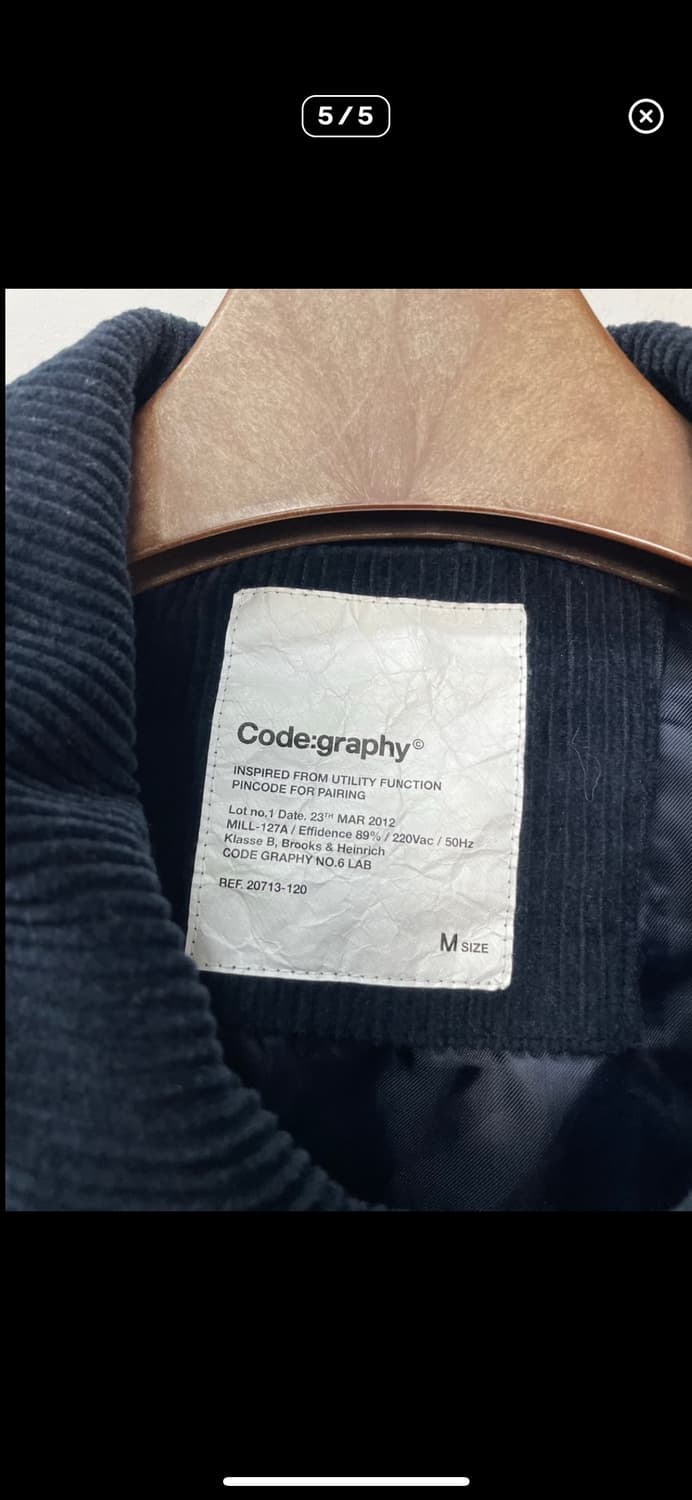 5/5
Code:graphy©
INSPIRED FROM UTILITY FUNCTION
PINCODE FOR PAIRING
Lot no.1 Date. 23TH MAR 2012
MILL-127A / Effidence 89% / 220Vac / 50Hz
Klasse B, Brooks & Heinrich
CODE GRAPHY NO.6 LAB
REF. 20713-120
M SIZE